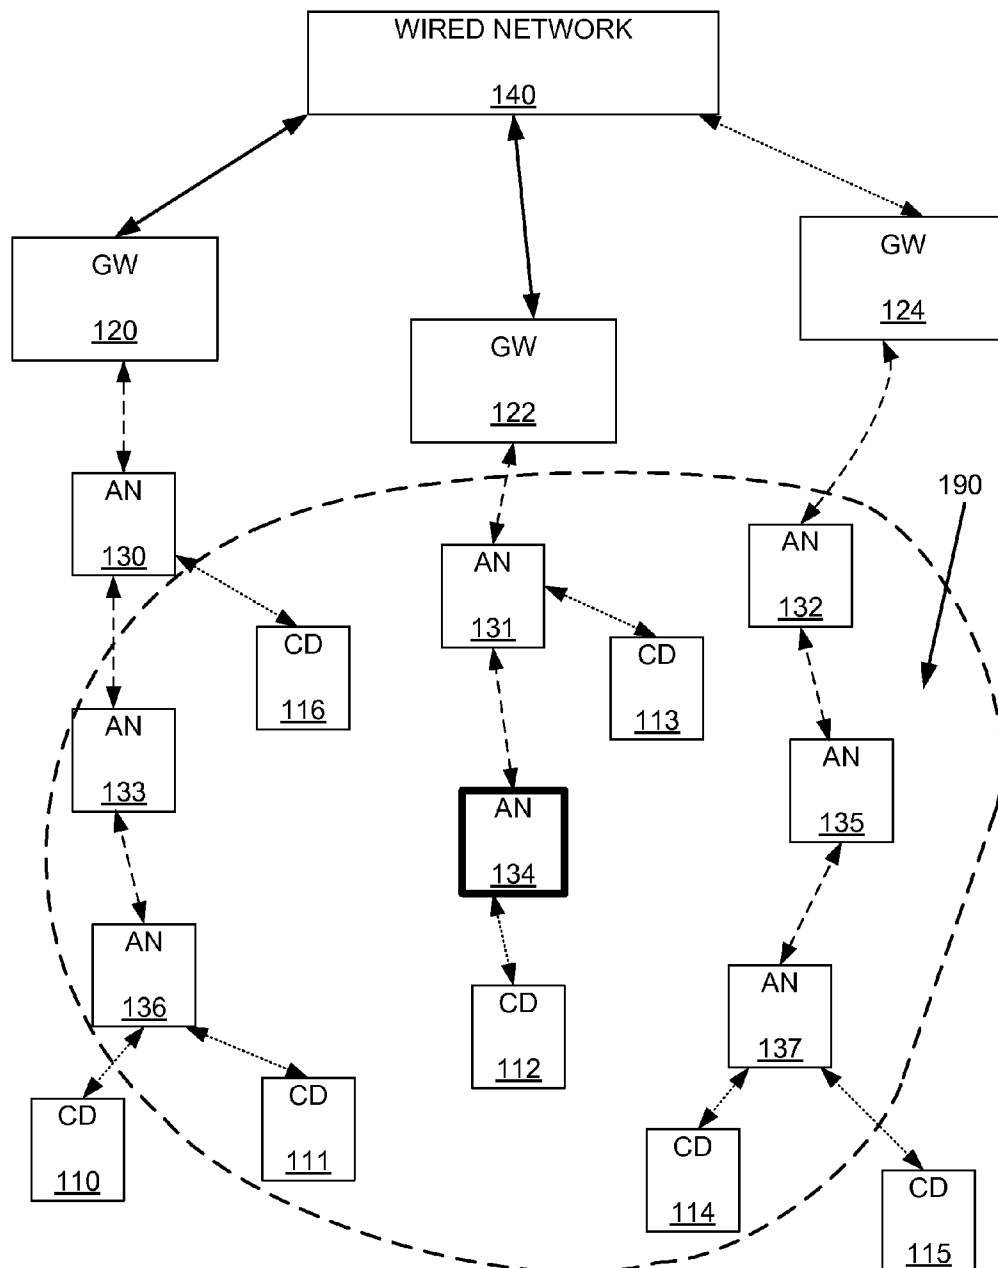 WIRED NETWORK
140
GW
120
GW
122
GW
124
190
AN
130
AN
131
AN
132
CD
116
CD
113
AN
133
AN
134
AN
135
AN
136
CD
112
AN
137
CD
110
CD
111
CD
114
CD
115